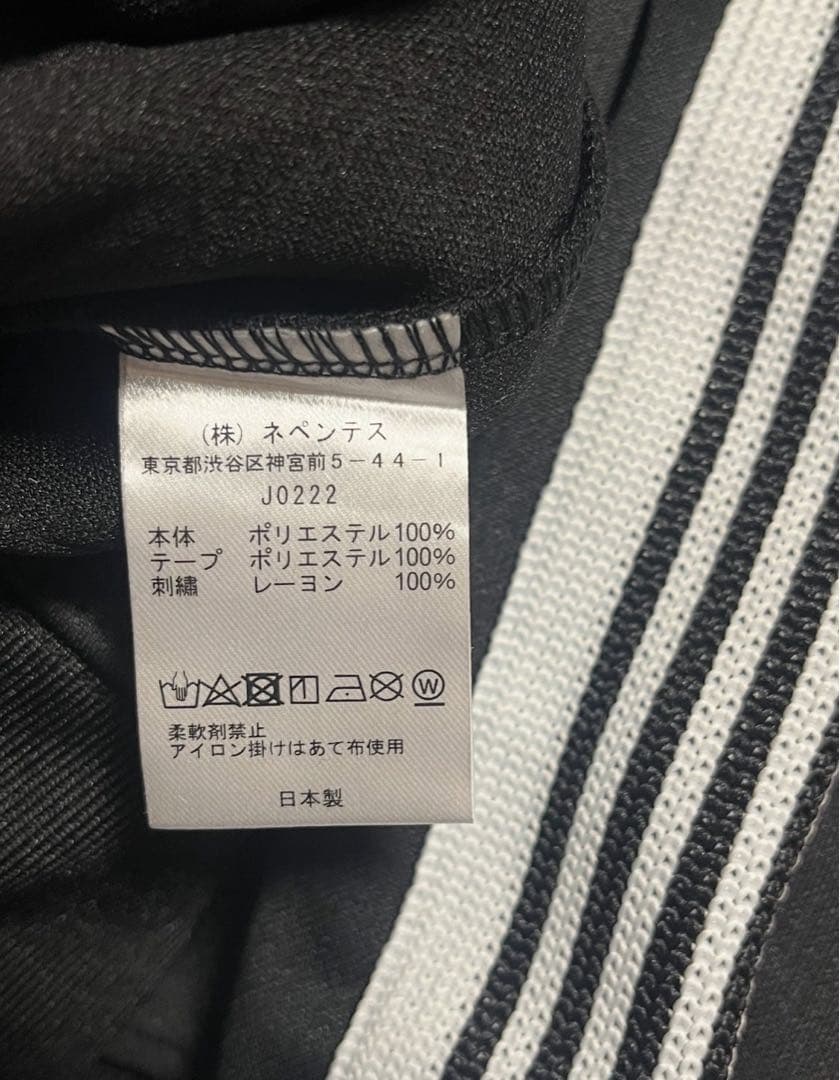 (株) ネペンテス
東京都渋谷区神宮前5-44-1
J0222
本体 ポリエステル100%
テープ ポリエステル100%
刺繍 レーヨン 100%
W
柔軟剤禁止
アイロン掛けはあて布使用
日本製